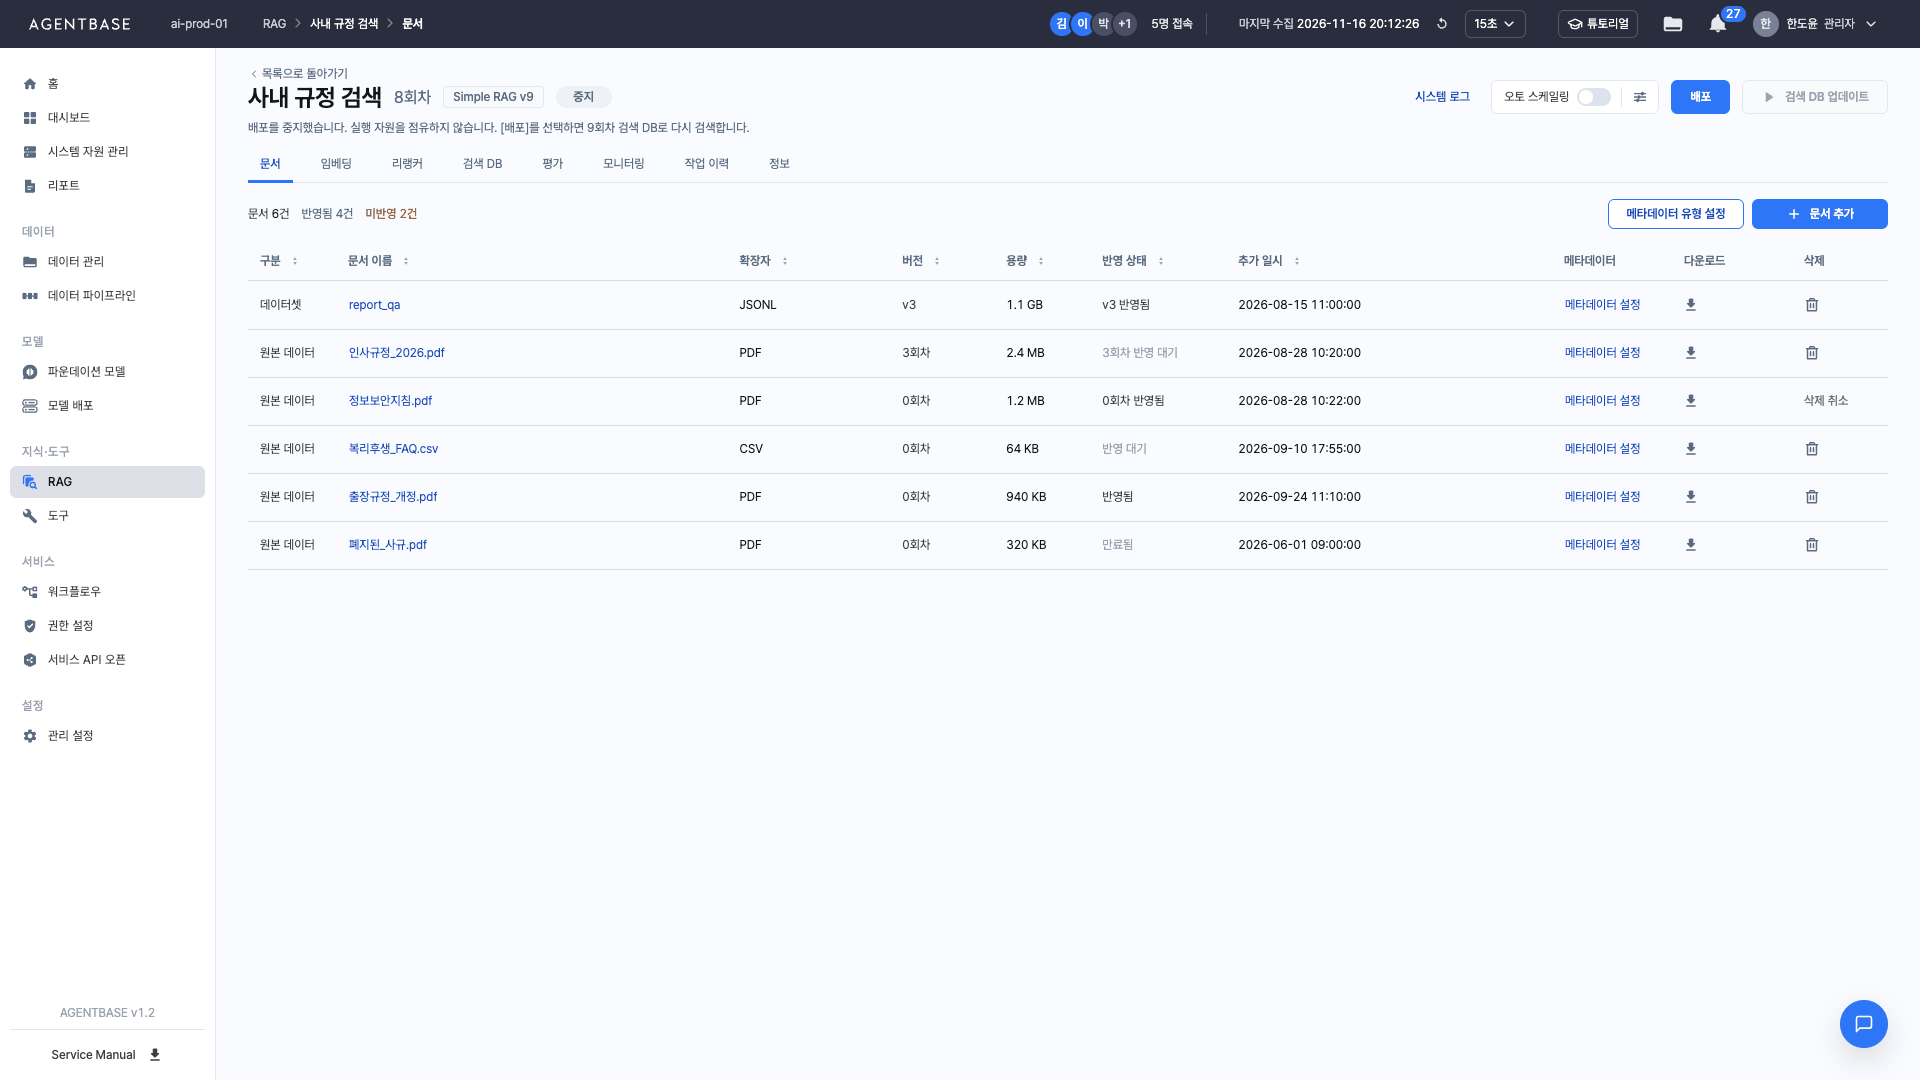 AGENTBASE ai-prod-01 RAG 사내 규정 검색 문서 김 이 박 +1 5명 접속 마지막 수집 2026-11-16 20:12:26 15초 튜토리얼 27 한 한도윤 관리자
홈
대시보드
시스템 자원 관리
리포트
데이터
데이터 관리
데이터 파이프라인
모델
파운데이션 모델
모델 배포
지식·도구
RAG
도구
서비스
워크플로우
권한 설정
서비스 API 오픈
설정
관리 설정
AGENTBASE v1.2
Service Manual
목록으로 돌아가기
사내 규정 검색 8회차 Simple RAG v9 중지
시스템 로그 오토 스케일링 배포 검색 DB 업데이트
배포를 중지했습니다. 실행 자원을 점유하지 않습니다. [배포]를 선택하면 9회차 검색 DB로 다시 검색합니다.
문서 임베딩 리랭커 검색 DB 평가 모니터링 작업 이력 정보
문서 6건 반영됨 4건 미반영 2건 메타데이터 유형 설정 문서 추가
구분 문서 이름 확장자 버전 용량 반영 상태 추가 일시 메타데이터 다운로드 삭제
데이터셋 report_qa JSONL v3 1.1 GB v3 반영됨 2026-08-15 11:00:00 메타데이터 설정
원본 데이터 인사규정_2026.pdf PDF 3회차 2.4 MB 3회차 반영 대기 2026-08-28 10:20:00 메타데이터 설정
원본 데이터 정보보안지침.pdf PDF 0회차 1.2 MB 0회차 반영됨 2026-08-28 10:22:00 메타데이터 설정 삭제 취소
원본 데이터 복리후생_FAQ.csv CSV 0회차 64 KB 반영 대기 2026-09-10 17:55:00 메타데이터 설정
원본 데이터 출장규정_개정.pdf PDF 0회차 940 KB 반영됨 2026-09-24 11:10:00 메타데이터 설정
원본 데이터 폐지된_사규.pdf PDF 0회차 320 KB 만료됨 2026-06-01 09:00:00 메타데이터 설정